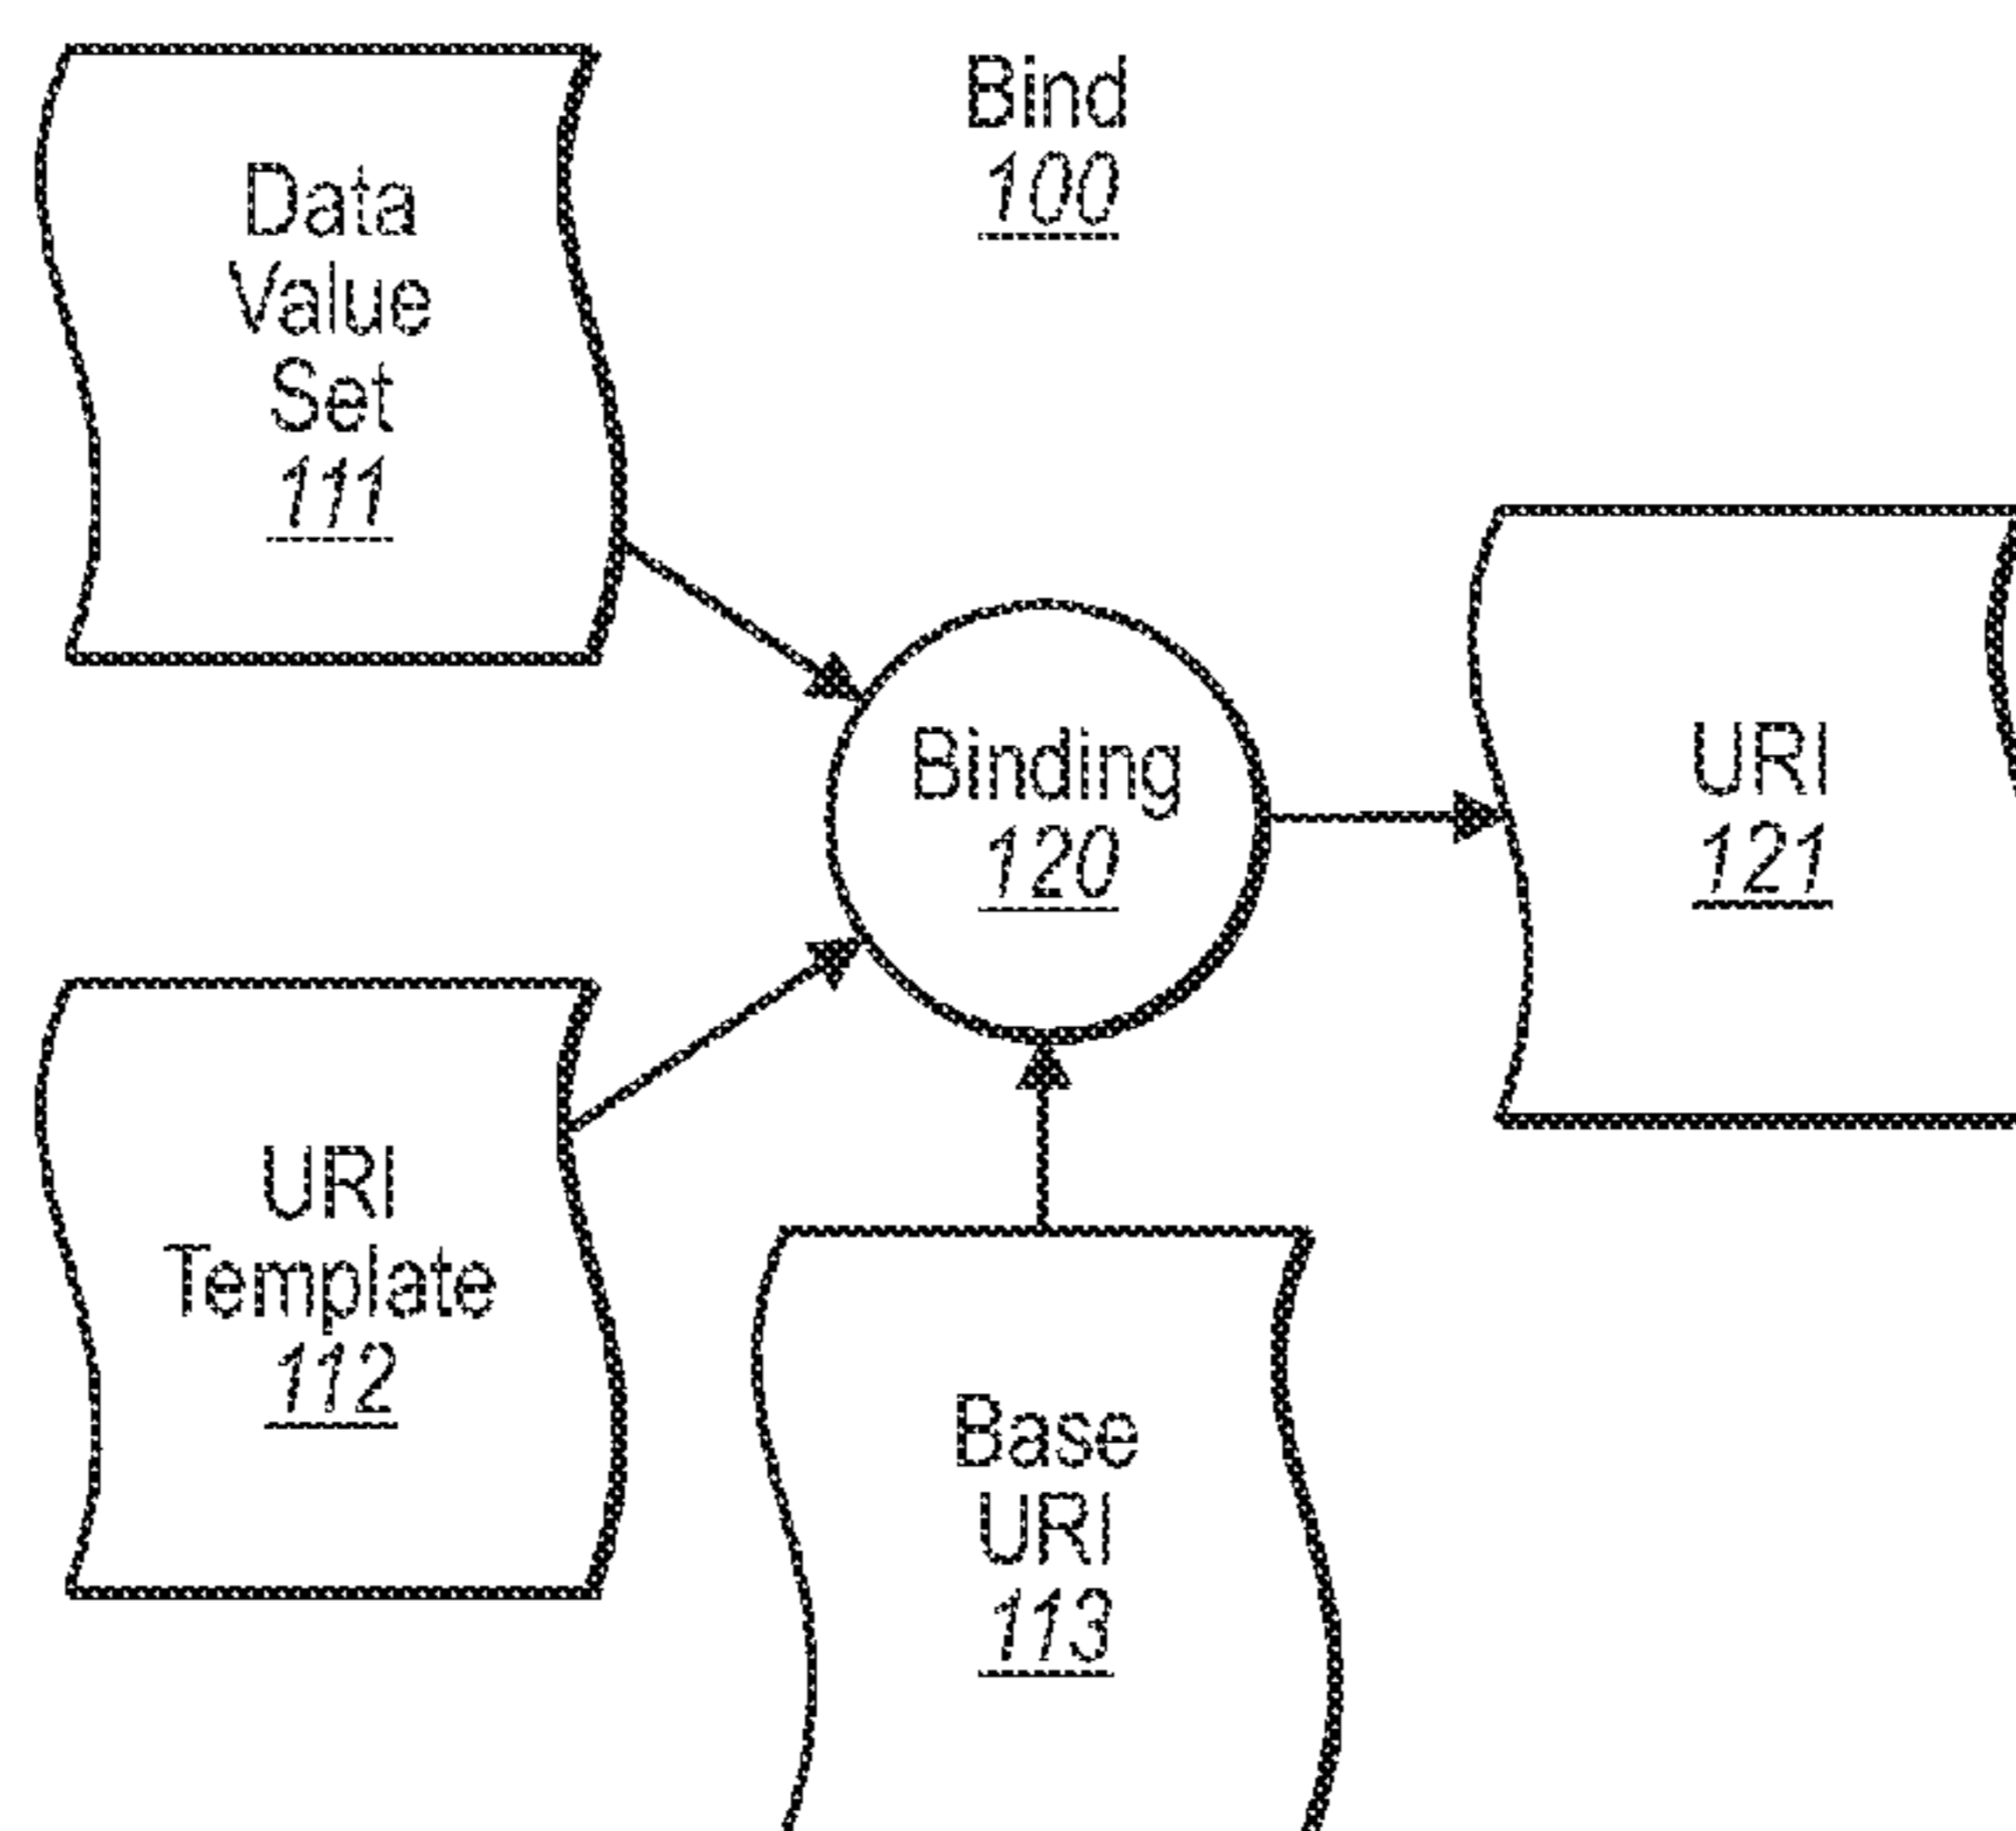 Bind
100
Data
Value
Set
111
Binding
120
URI
121
URI
Template
112
Base
URI
113